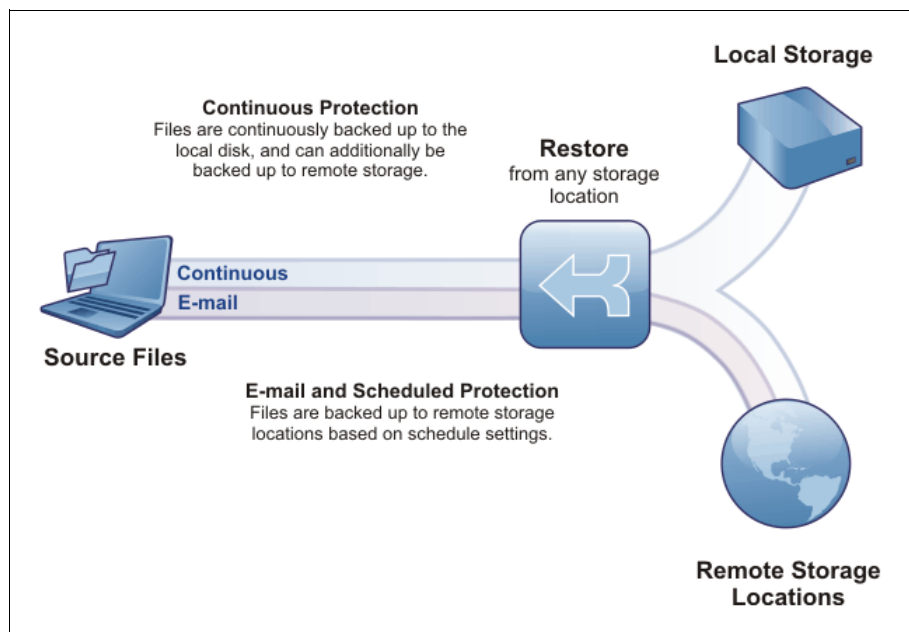 Local Storage
Continuous Protection
Files are continuously backed up to the
local disk, and can additionally be
backed up to remote storage.
Restore
from any storage
location
Continuous
E-mail
Source Files
E-mail and Scheduled Protection
Files are backed up to remote storage
locations based on schedule settings.
Remote Storage
Locations